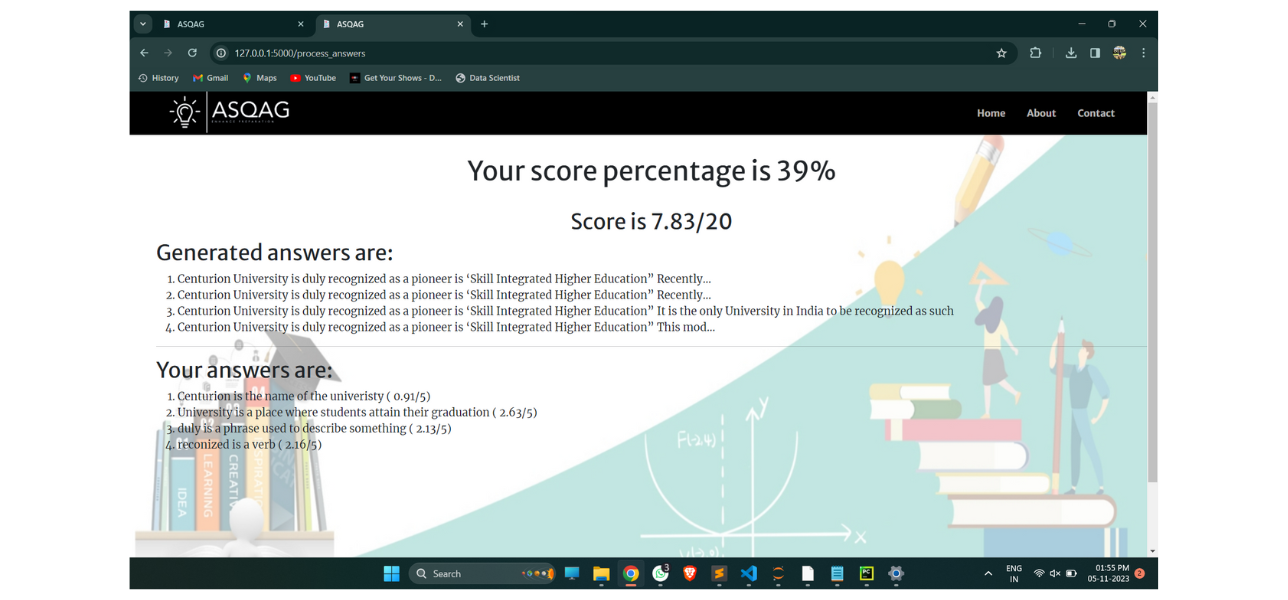 ASQAG
ASQAG
127.0.0.1:5000/process_answers
History Gmail Maps YouTube Get Your Shows - D... Data Scientist
ASQAG
Home About Contact
Your score percentage is 39%
Score is 7.83/20
Generated answers are:
1. Centurion University is duly recognized as a pioneer is ‘Skill Integrated Higher Education” Recently...
2. Centurion University is duly recognized as a pioneer is ‘Skill Integrated Higher Education” Recently...
3. Centurion University is duly recognized as a pioneer is ‘Skill Integrated Higher Education” It is the only University in India to be recognized as such
4. Centurion University is duly recognized as a pioneer is ‘Skill Integrated Higher Education” This mod...
Your answers are:
1. Centurion is the name of the univeristy ( 0.91/5)
2. University is a place where students attain their graduation ( 2.63/5)
3. duly is a phrase used to describe something ( 2.13/5)
4. reconized is a verb ( 2.16/5)
IDEA
LEARNING
y
F(-2,4)
x
Search
3
ENG
IN
01:55 PM
05-11-2023
2